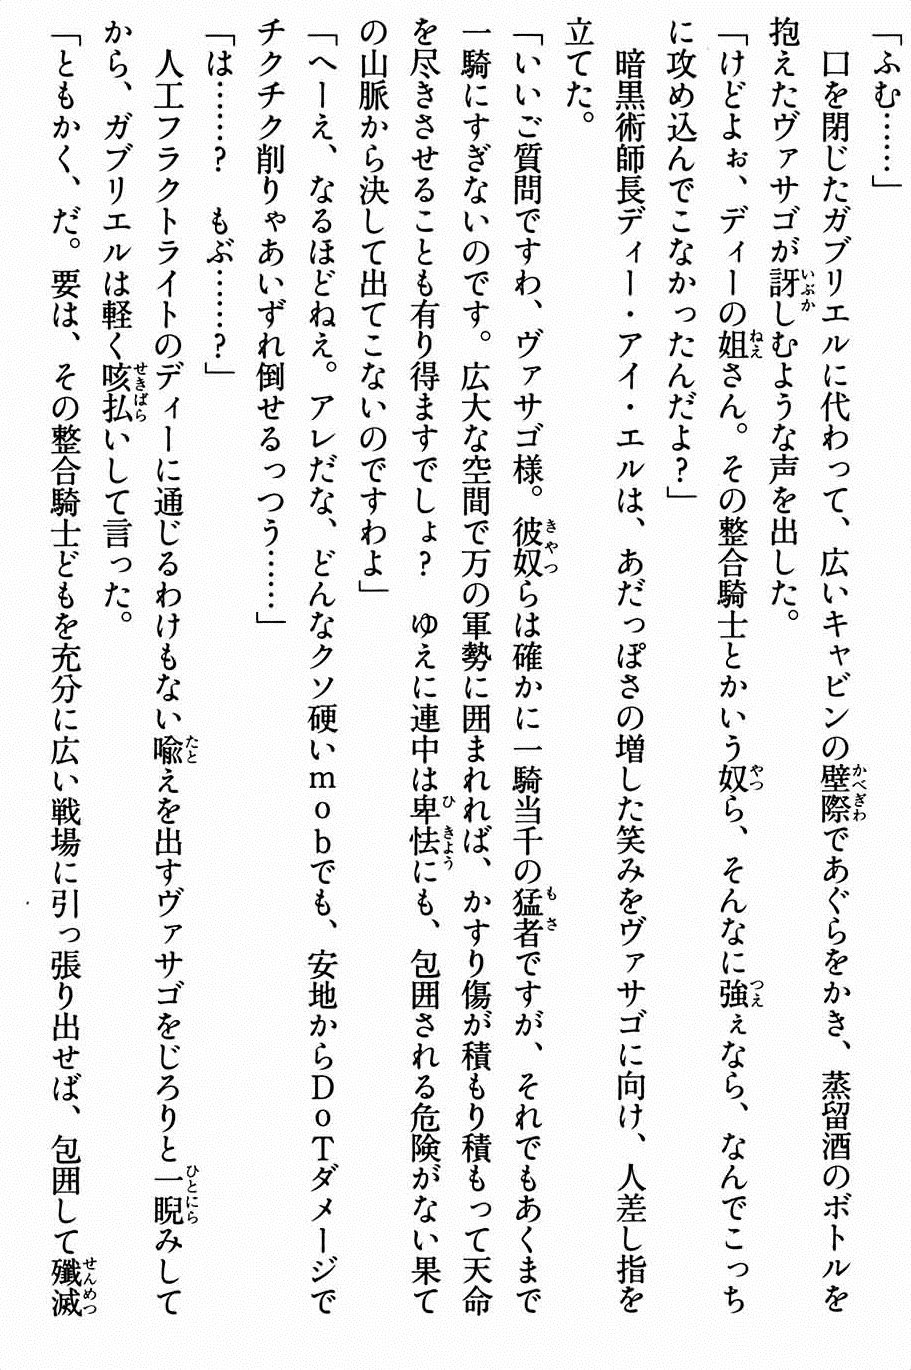 「ふむ……」
　口を閉じたガブリエルに代わって、広いキャビンの壁際であぐらをかき、蒸留酒のボトルを
抱えたヴァサゴが訝しむような声を出した。
「けどよぉ、ディーの姐さん。その整合騎士とかいう奴ら、そんなに強ぇなら、なんでこっち
に攻め込んでこなかったんだよ？」
　暗黒術師長ディー・アイ・エルは、あだっぽさの増した笑みをヴァサゴに向け、人差し指を
立てた。
「いいご質問ですわ、ヴァサゴ様。彼奴らは確かに一騎当千の猛者ですが、それでもあくまで
一騎にすぎないのです。広大な空間で万の軍勢に囲まれれば、かすり傷が積もり積もって天命
を尽きさせることも有り得ますでしょ？　ゆえに連中は卑怯にも、包囲される危険がない果て
の山脈から決して出てこないのですわよ」
「へーえ、なるほどねえ。アレだな、どんなクソ硬いｍｏｂでも、安地からＤｏＴダメージで
チクチク削りゃあいずれ倒せるっつう……」
「は……？　もぶ……？」
　人工フラクトライトのディーに通じるわけもない喩えを出すヴァサゴをじろりと一睨みして
から、ガブリエルは軽く咳払いして言った。
「ともかく、だ。要は、その整合騎士どもを充分に広い戦場に引っ張り出せば、包囲して殲滅